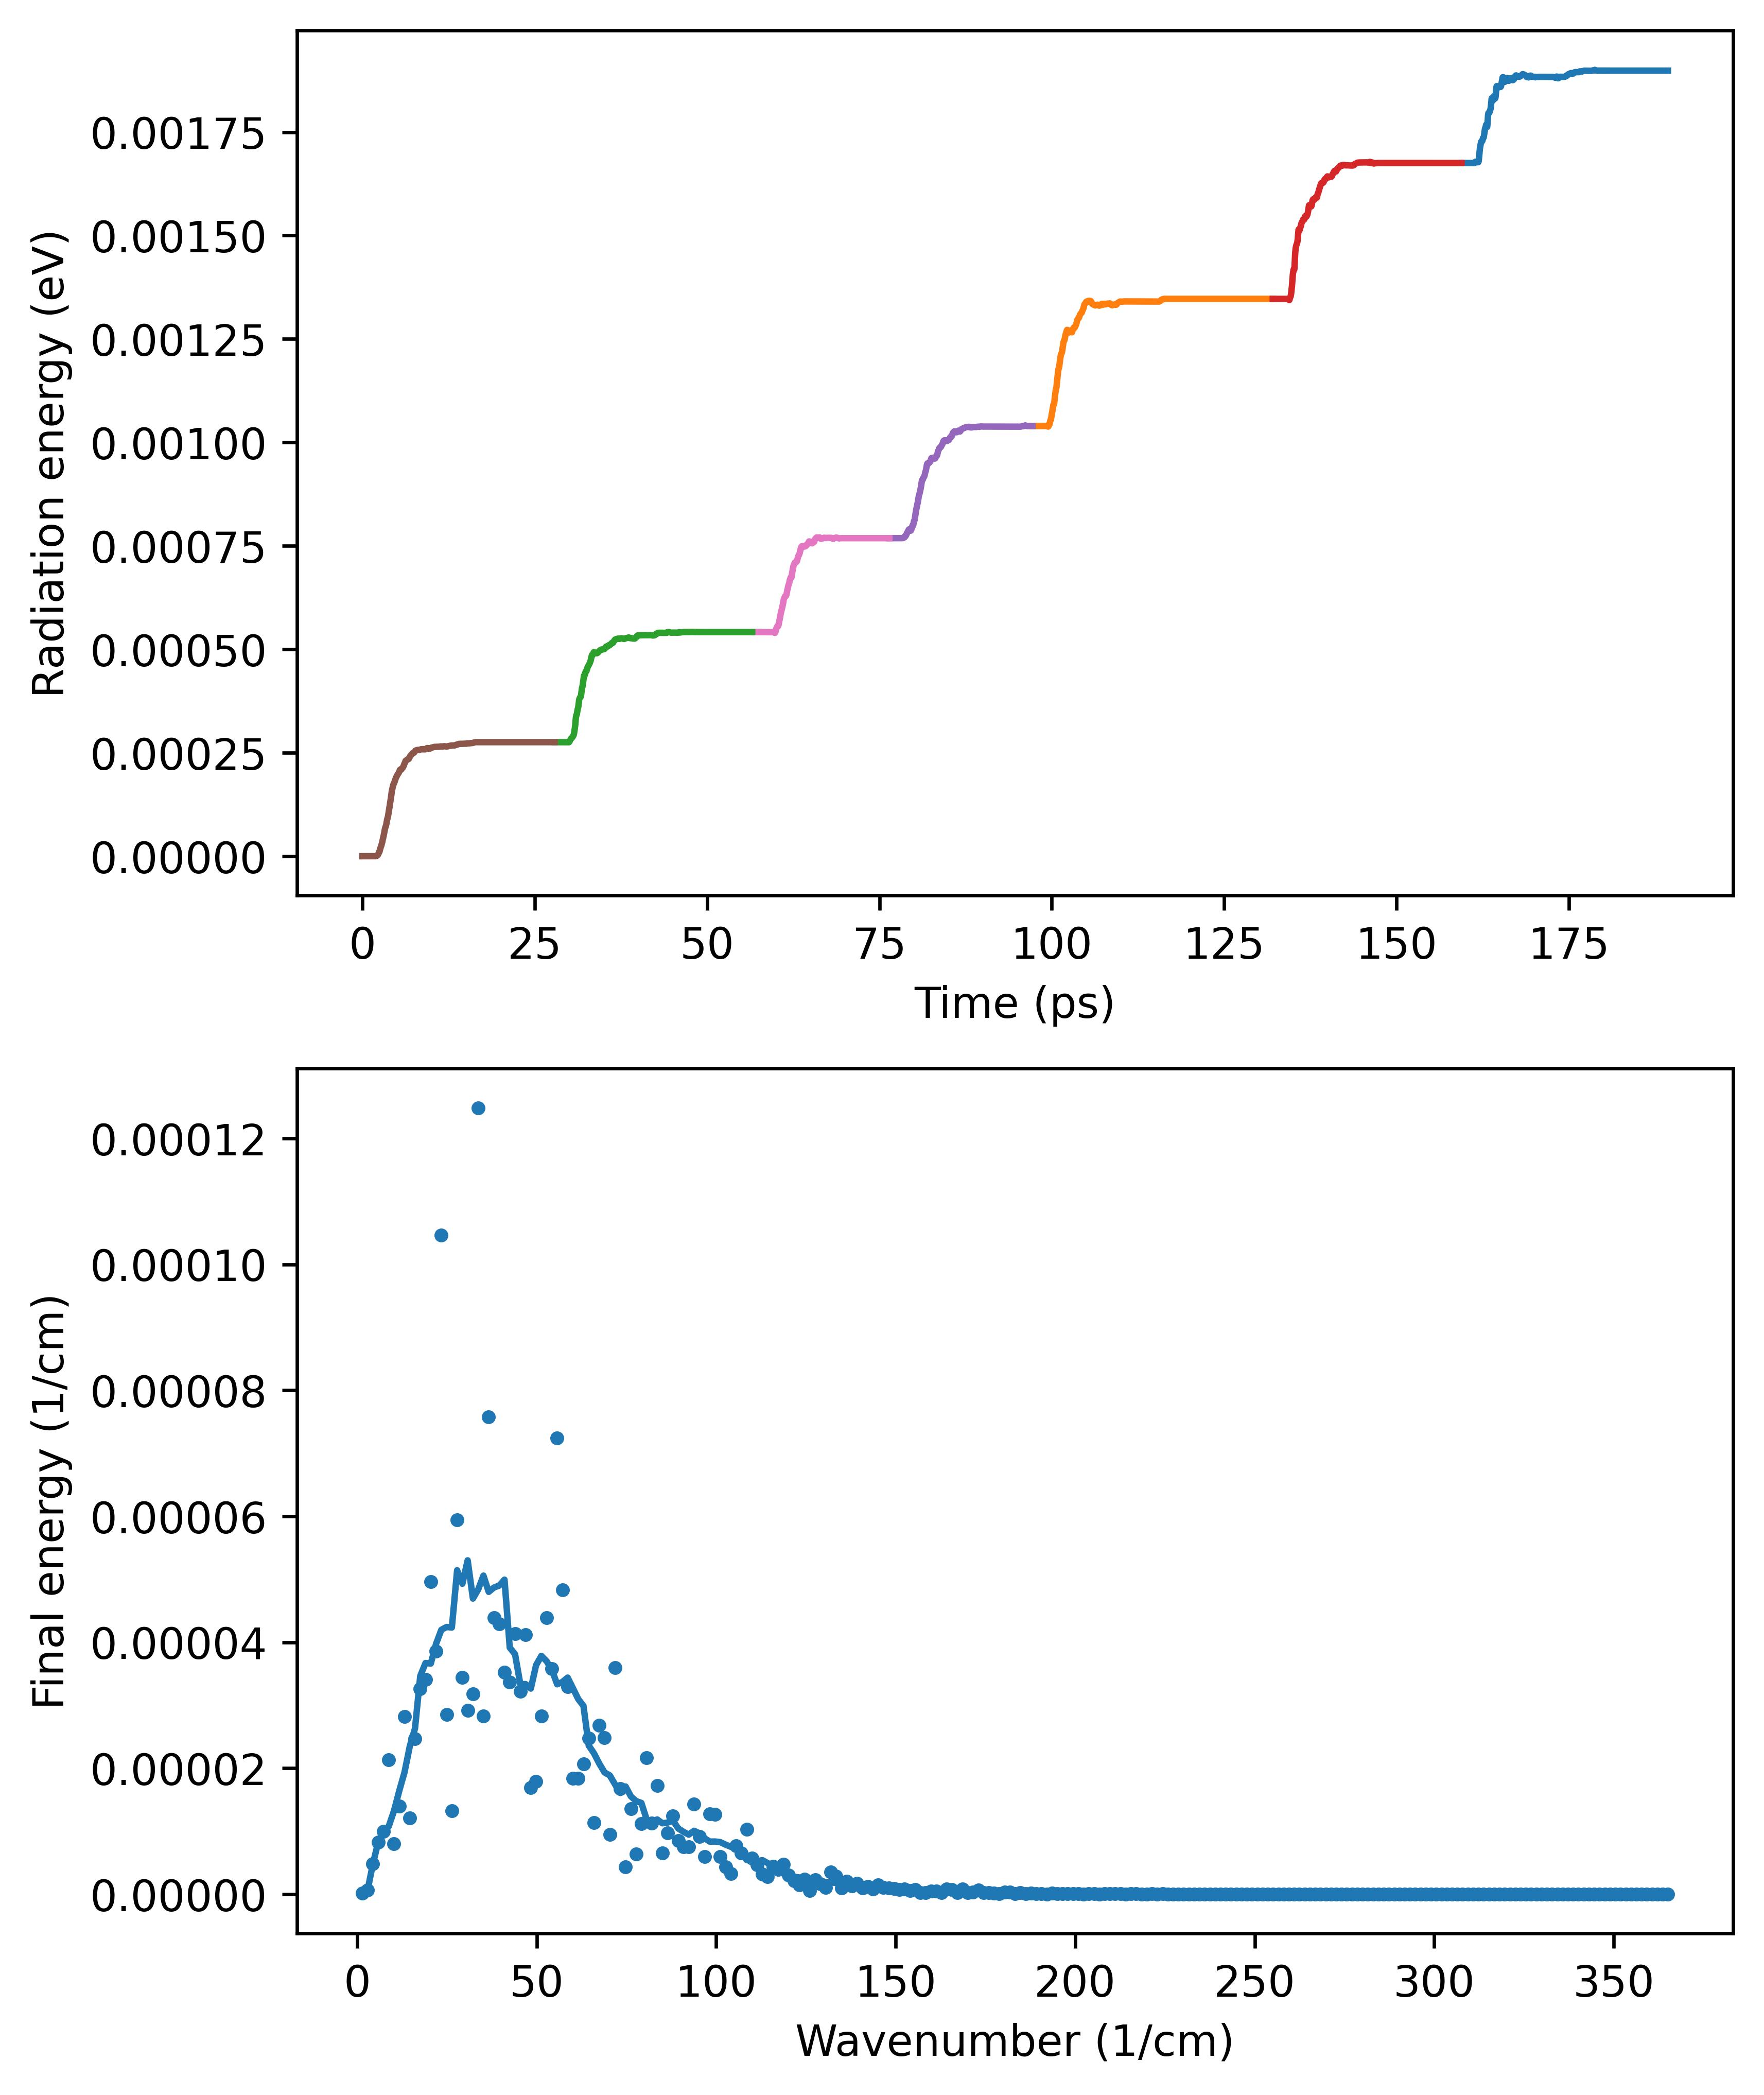 0.00175
0.00150
0.00125
0.00100
0.00075
0.00050
0.00025
0.00000
Radiation energy (eV)
0 25 50 75 100 125 150 175
Time (ps)
0.00012
0.00010
0.00008
0.00006
0.00004
0.00002
0.00000
Final energy (1/cm)
0 50 100 150 200 250 300 350
Wavenumber (1/cm)